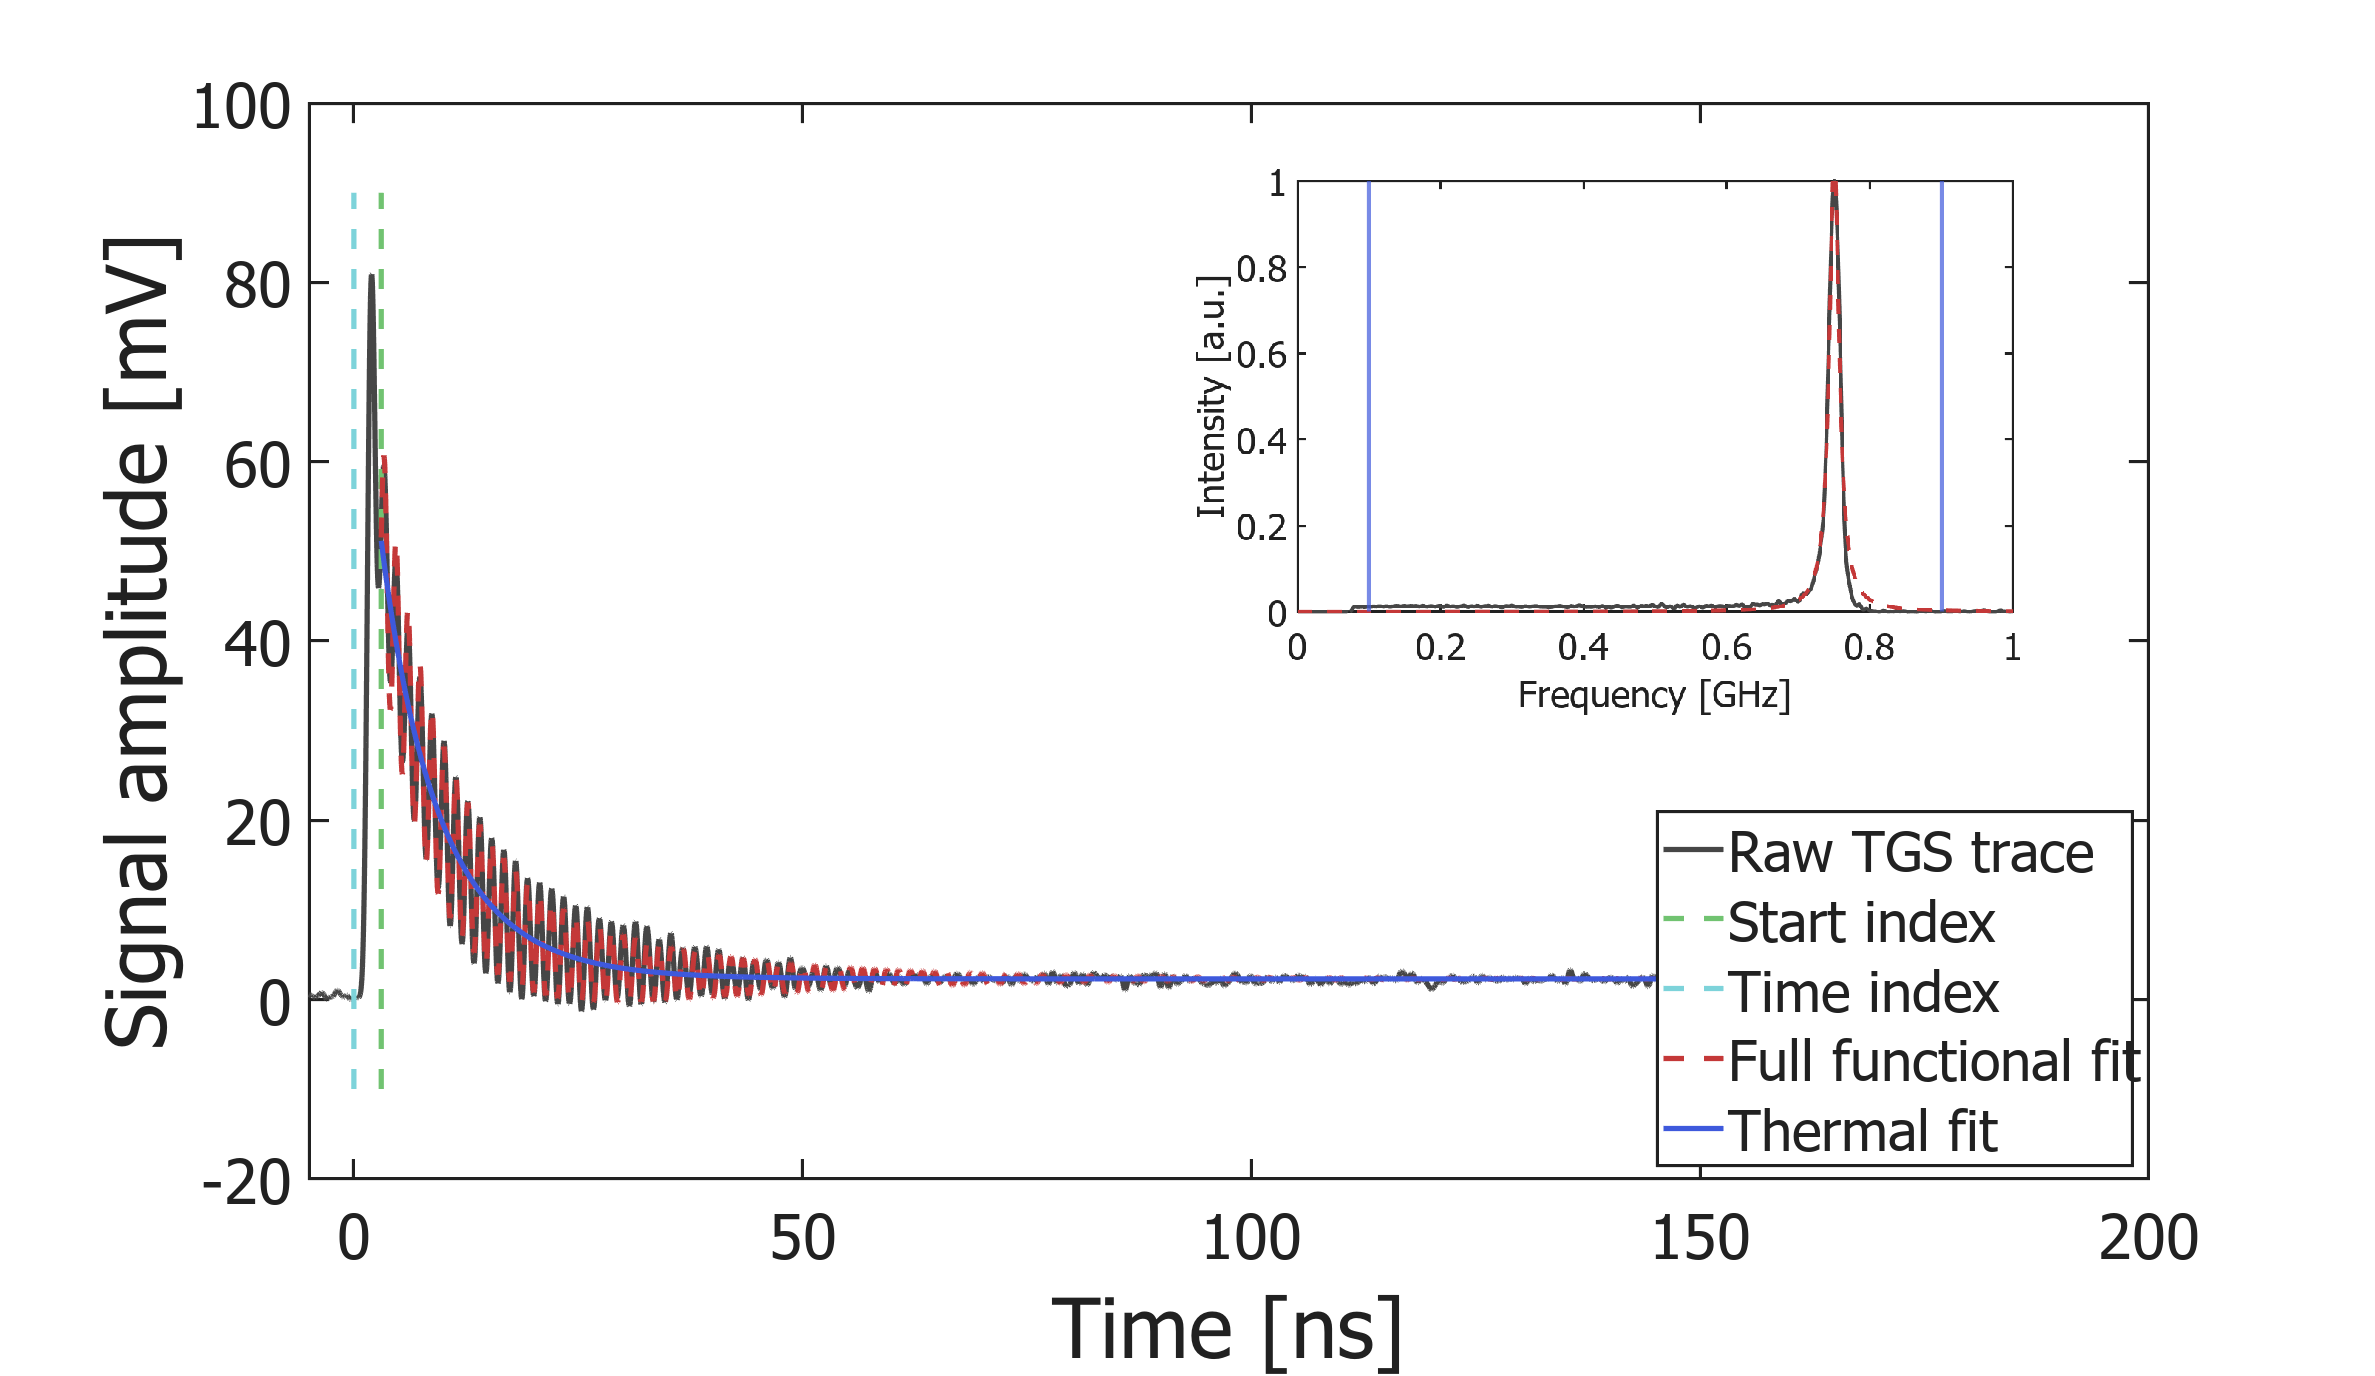 100
80
60
40
20
0
-20
Signal amplitude [mV]
0
50
100
150
200
Time [ns]
1
0.8
0.6
0.4
0.2
0
Intensity [a.u.]
0
0.2
0.4
0.6
0.8
1
Frequency [GHz]
Raw TGS trace
Start index
Time index
Full functional fit
Thermal fit